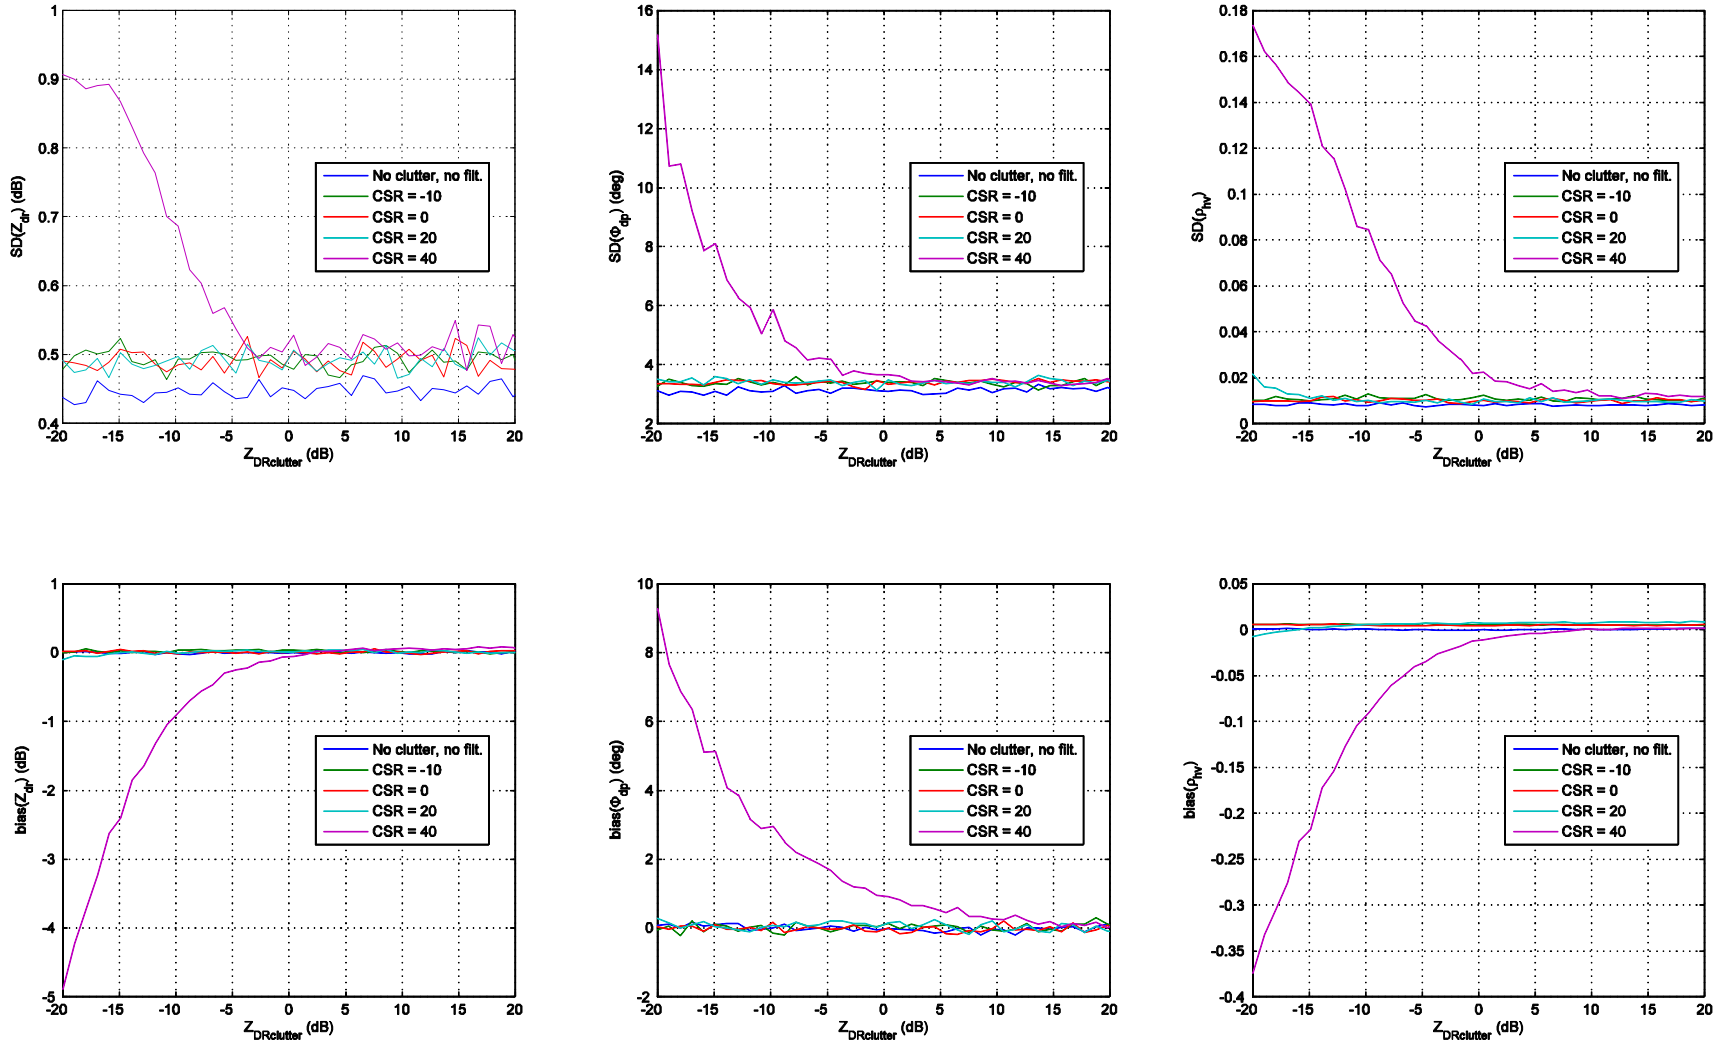 1
0.9
0.8
0.7
0.6
0.5
0.4
-20 -15 -10 -5 0 5 10 15 20
SD(Z_dr) (dB)
Z_DRclutter (dB)
No clutter, no filt.
CSR = -10
CSR = 0
CSR = 20
CSR = 40
16
14
12
10
8
6
4
2
-20 -15 -10 -5 0 5 10 15 20
SD(Φ_dp) (deg)
Z_DRclutter (dB)
No clutter, no filt.
CSR = -10
CSR = 0
CSR = 20
CSR = 40
0.18
0.16
0.14
0.12
0.1
0.08
0.06
0.04
0.02
0
-20 -15 -10 -5 0 5 10 15 20
SD(ρ_hv)
Z_DRclutter (dB)
No clutter, no filt.
CSR = -10
CSR = 0
CSR = 20
CSR = 40
1
0
-1
-2
-3
-4
-5
-20 -15 -10 -5 0 5 10 15 20
bias(Z_dr) (dB)
Z_DRclutter (dB)
No clutter, no filt.
CSR = -10
CSR = 0
CSR = 20
CSR = 40
10
8
6
4
2
0
-2
-20 -15 -10 -5 0 5 10 15 20
bias(Φ_dp) (deg)
Z_DRclutter (dB)
No clutter, no filt.
CSR = -10
CSR = 0
CSR = 20
CSR = 40
0.05
0
-0.05
-0.1
-0.15
-0.2
-0.25
-0.3
-0.35
-0.4
-20 -15 -10 -5 0 5 10 15 20
bias(ρ_hv)
Z_DRclutter (dB)
No clutter, no filt.
CSR = -10
CSR = 0
CSR = 20
CSR = 40